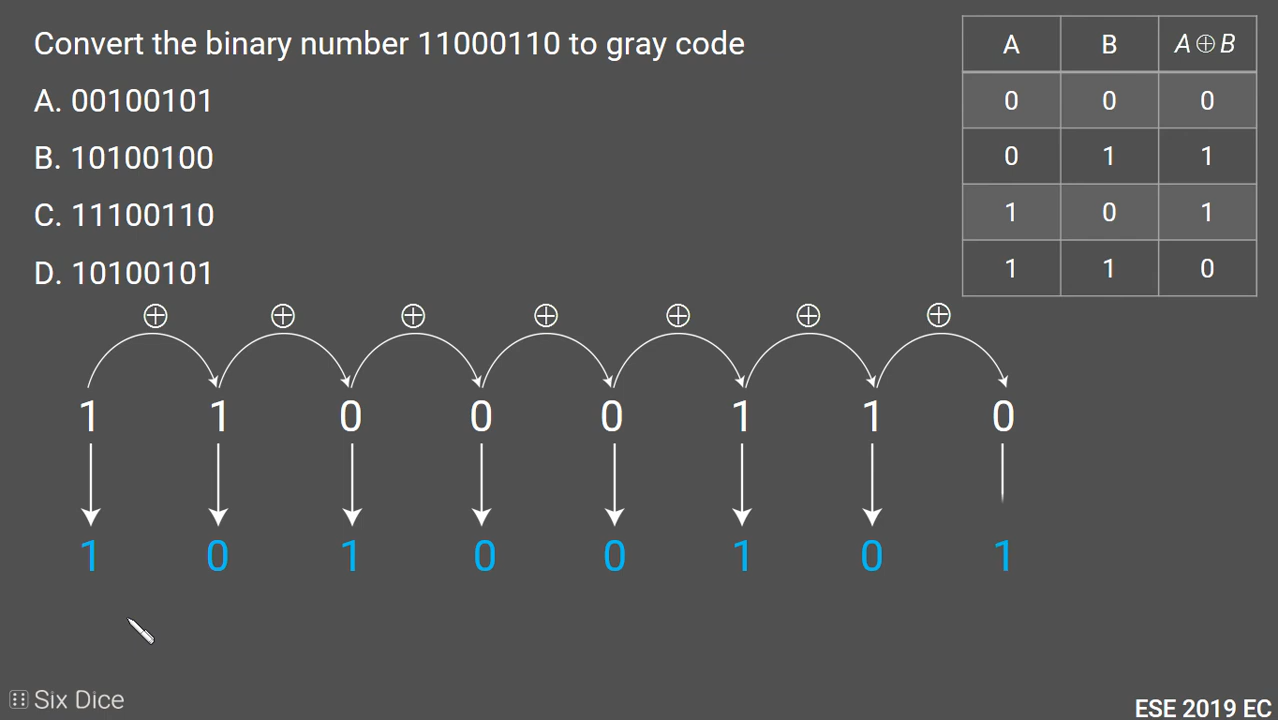 Convert the binary number 11000110 to gray code
A. 00100101
B. 10100100
C. 11100110
D. 10100101
A B A⊕B
0 0 0
0 1 1
1 0 1
1 1 0
⊕ ⊕ ⊕ ⊕ ⊕ ⊕ ⊕
1 1 0 0 0 1 1 0
1 0 1 0 0 1 0 1
Six Dice
ESE 2019 EC